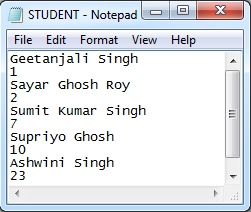 STUDENT - Notepad
File Edit Format View Help
Geetanjali Singh
1
Sayar Ghosh Roy
2
Sumit Kumar Singh
7
Supriyo Ghosh
10
Ashwini Singh
23